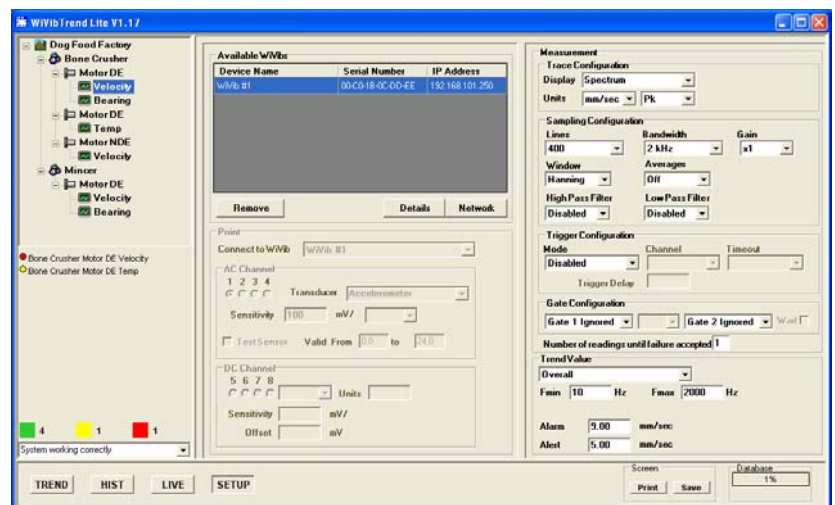 WiVibTrend Lite V1.17
Dog Food Factory
Bone Crusher
Motor DE
Velocity
Bearing
Motor DE
Temp
Motor NDE
Velocity
Mincer
Motor DE
Velocity
Bearing
Bone Crusher Motor DE Velocity
Bone Crusher Motor DE Temp
4 1 1
System working correctly
Available WiVibs
Device Name Serial Number IP Address
WiVib #1 00-C0-1B-0C-DD-EE 192.168.101.250
Remove Details Network
Point
Connect to WiVib WiVib #1
AC Channel
1 2 3 4
Transducer Accelerometer
Sensitivity 100 mV/
Test Sensor Valid From 0.0 to 24.0
DC Channel
5 6 7 8
Units
Sensitivity mV/
Offset mV
Measurement
Trace Configuration
Display Spectrum
Units mm/sec Pk
Sampling Configuration
Lines Bandwidth Gain
400 2 kHz x1
Window Averages
Hanning Off
High Pass Filter Low Pass Filter
Disabled Disabled
Trigger Configuration
Mode Channel Timeout
Disabled
Trigger Delay
Gate Configuration
Gate 1 Ignored Gate 2 Ignored Wait
Number of readings until failure accepted 1
Trend Value
Overall
Fmin 10 Hz Fmax 2000 Hz
Alarm 9.00 mm/sec
Alert 5.00 mm/sec
TREND HIST LIVE SETUP
Screen
Print Save
Database
1%